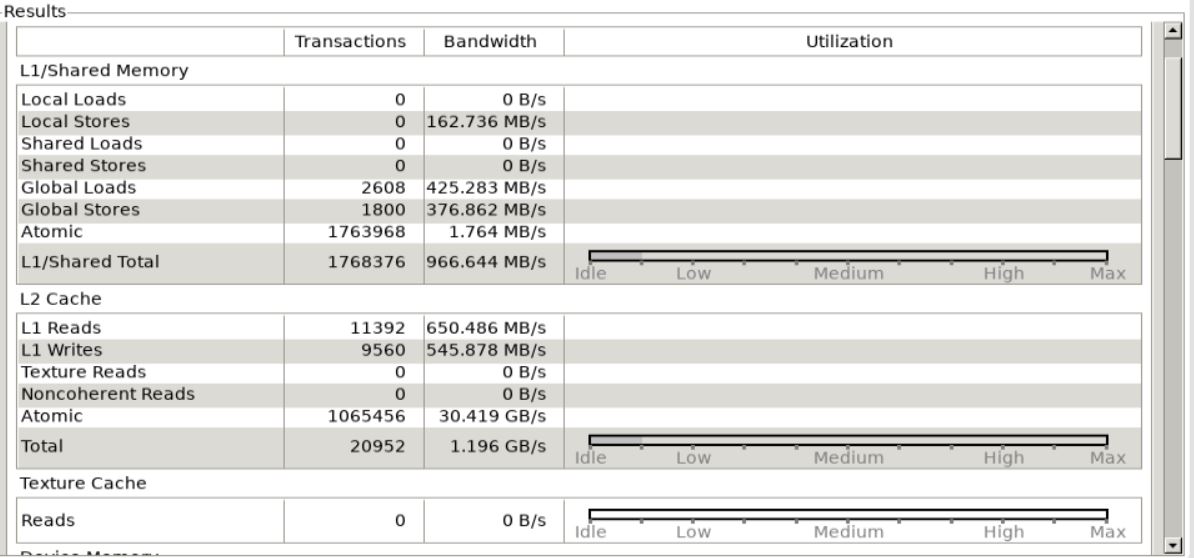 Results
Transactions Bandwidth Utilization
L1/Shared Memory
Local Loads 0 0 B/s
Local Stores 0 162.736 MB/s
Shared Loads 0 0 B/s
Shared Stores 0 0 B/s
Global Loads 2608 425.283 MB/s
Global Stores 1800 376.862 MB/s
Atomic 1763968 1.764 MB/s
L1/Shared Total 1768376 966.644 MB/s
Idle Low Medium High Max
L2 Cache
L1 Reads 11392 650.486 MB/s
L1 Writes 9560 545.878 MB/s
Texture Reads 0 0 B/s
Noncoherent Reads 0 0 B/s
Atomic 1065456 30.419 GB/s
Total 20952 1.196 GB/s
Idle Low Medium High Max
Texture Cache
Reads 0 0 B/s
Idle Low Medium High Max